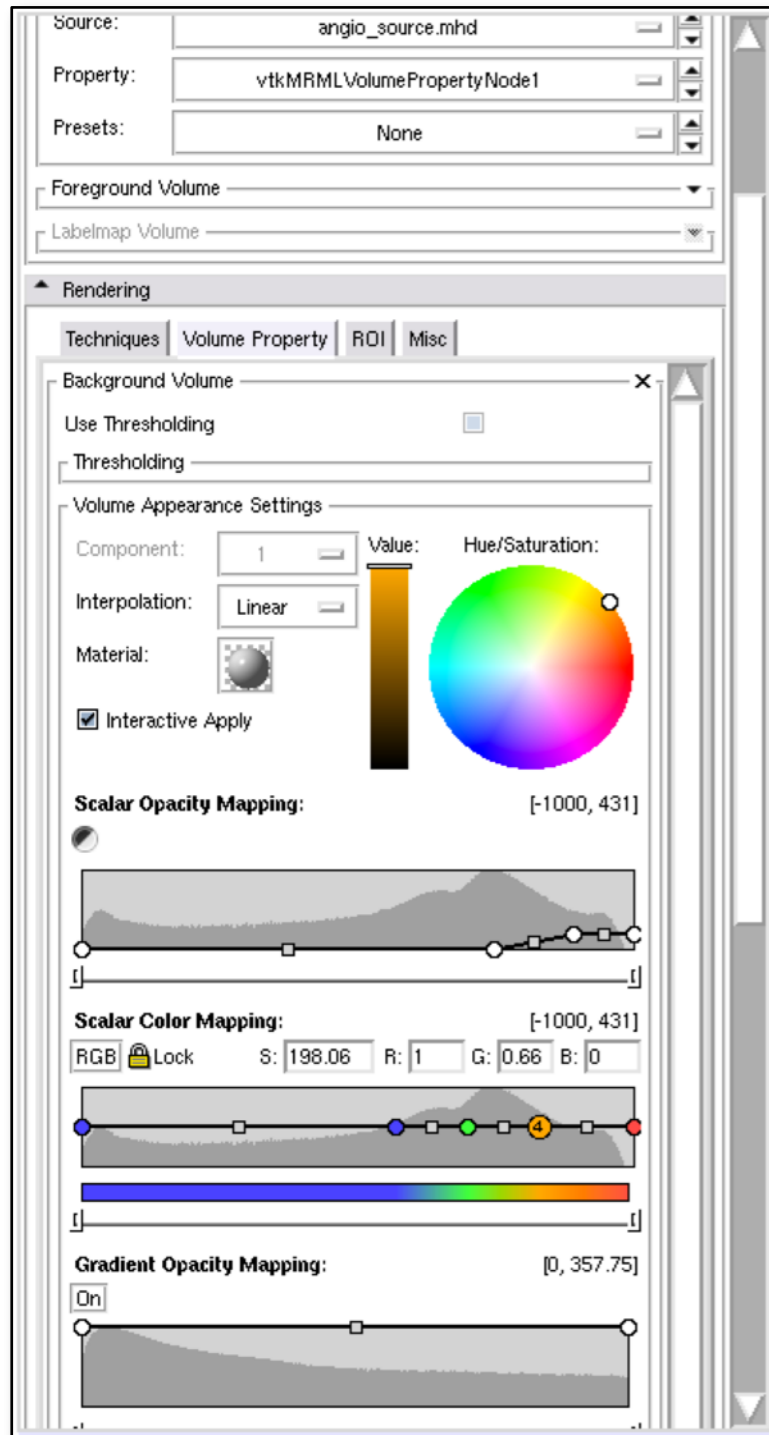 Source: angio_source.mhd
Property: vtkMRMLVolumePropertyNode1
Presets: None
Foreground Volume
Labelmap Volume
Rendering
Techniques Volume Property ROI Misc
Background Volume
Use Thresholding
Thresholding
Volume Appearance Settings
Component: 1 Value: Hue/Saturation:
Interpolation: Linear
Material:
Interactive Apply
Scalar Opacity Mapping: [-1000, 431]
Scalar Color Mapping: [-1000, 431]
RGB Lock S: 198.06 R: 1 G: 0.66 B: 0
4
Gradient Opacity Mapping: [0, 357.75]
On